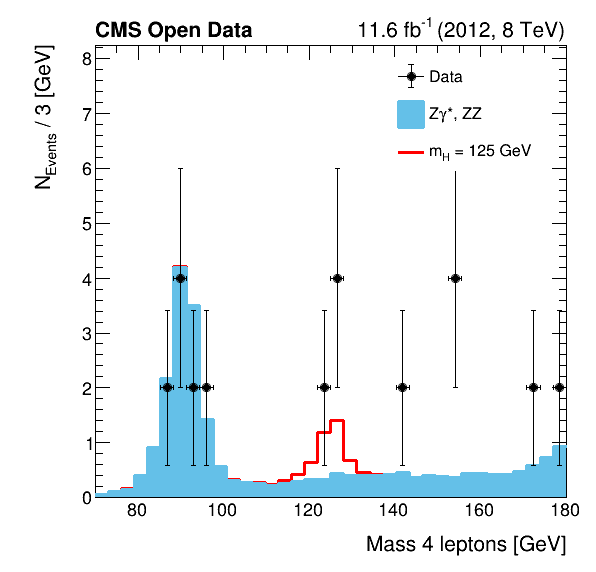 CMS Open Data 11.6 fb⁻¹ (2012, 8 TeV)
N_Events / 3 [GeV]
Data
Zγ*, ZZ
m_H = 125 GeV
8
7
6
5
4
3
2
1
0
80 100 120 140 160 180
Mass 4 leptons [GeV]